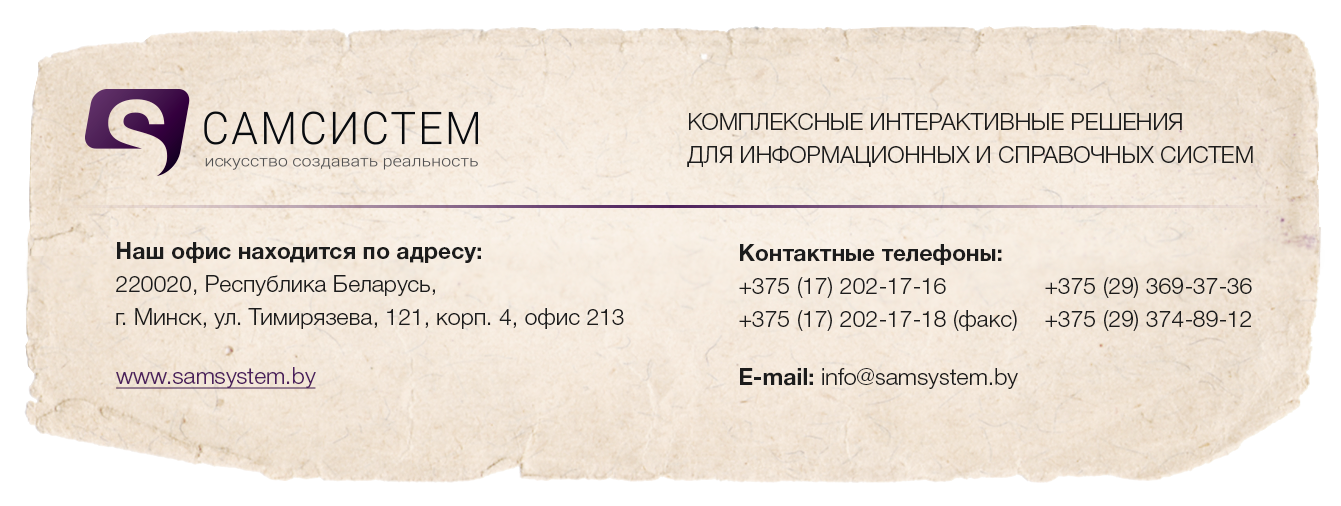 САМСИСТЕМ
искусство создавать реальность
КОМПЛЕКСНЫЕ ИНТЕРАКТИВНЫЕ РЕШЕНИЯ
ДЛЯ ИНФОРМАЦИОННЫХ И СПРАВОЧНЫХ СИСТЕМ
Наш офис находится по адресу:
220020, Республика Беларусь,
г. Минск, ул. Тимирязева, 121, корп. 4, офис 213
www.samsystem.by
Контактные телефоны:
+375 (17) 202-17-16 +375 (29) 369-37-36
+375 (17) 202-17-18 (факс) +375 (29) 374-89-12
E-mail: info@samsystem.by